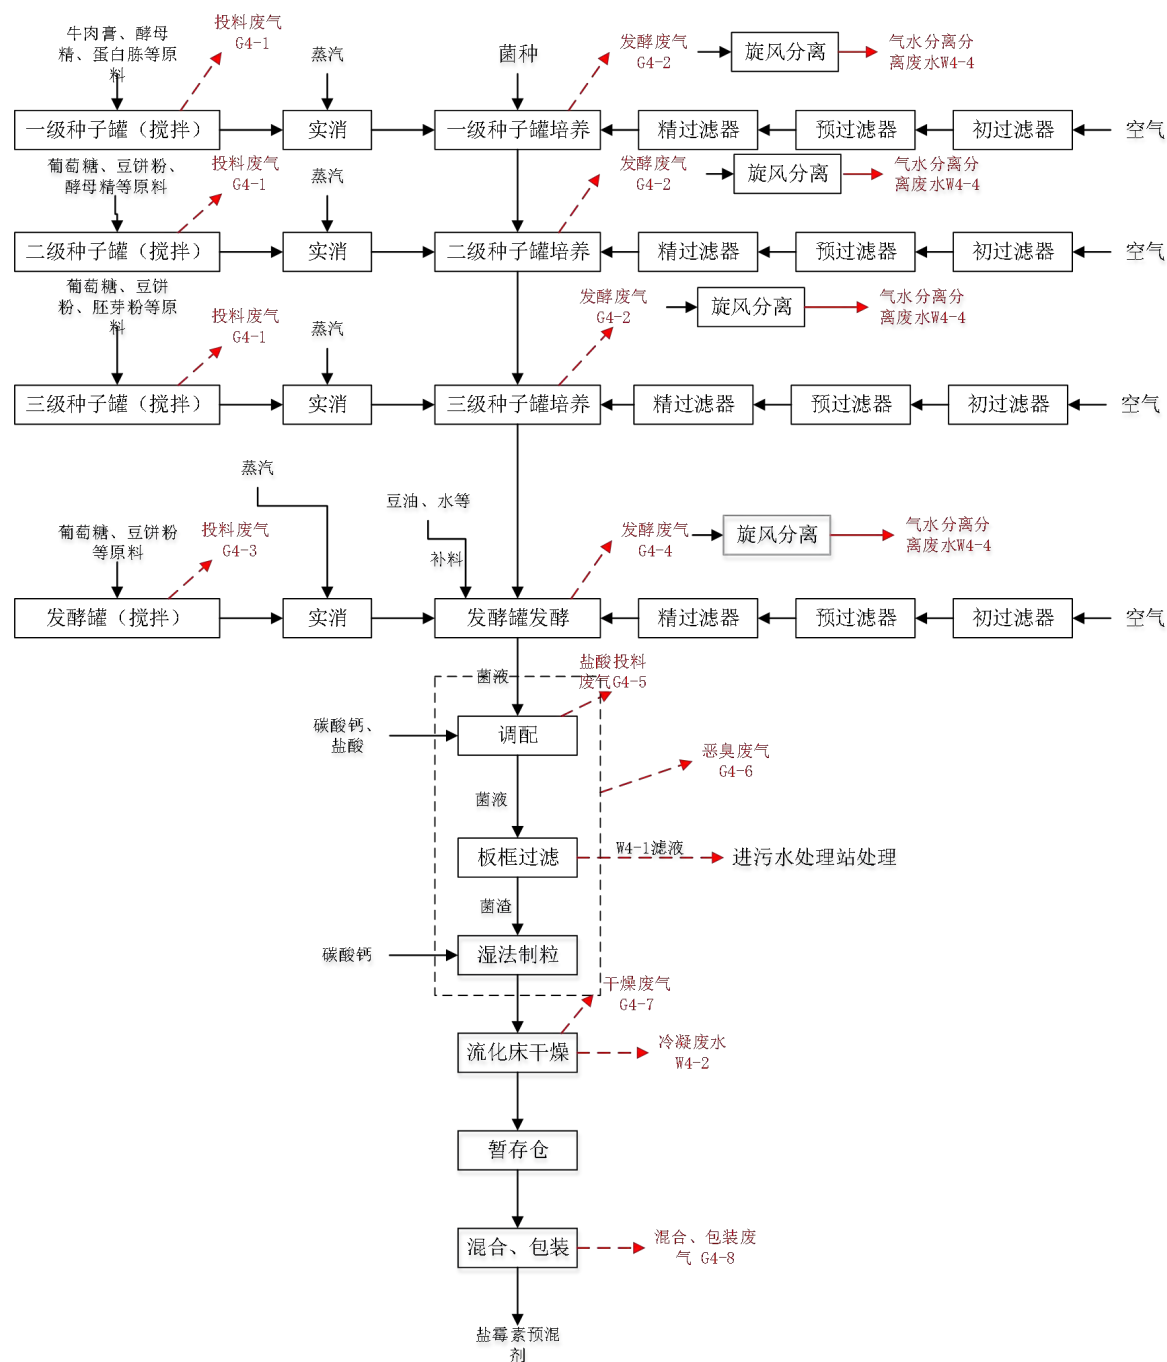 牛肉膏、酵母
精、蛋白胨等原
料
投料废气
G4-1
蒸汽
菌种
发酵废气
G4-2
旋风分离
气水分离分
离废水W4-4
一级种子罐（搅拌）
实消
一级种子罐培养
精过滤器
预过滤器
初过滤器
空气
葡萄糖、豆饼粉、
酵母精等原料
投料废气
G4-1
蒸汽
发酵废气
G4-2
旋风分离
气水分离分
离废水W4-4
二级种子罐（搅拌）
实消
二级种子罐培养
精过滤器
预过滤器
初过滤器
空气
葡萄糖、豆饼
粉、胚芽粉等原
料
投料废气
G4-1
蒸汽
发酵废气
G4-2
旋风分离
气水分离分
离废水W4-4
三级种子罐（搅拌）
实消
三级种子罐培养
精过滤器
预过滤器
初过滤器
空气
蒸汽
豆油、水等
补料
葡萄糖、豆饼粉
等原料
投料废气
G4-3
发酵废气
G4-4
旋风分离
气水分离分
离废水W4-4
发酵罐（搅拌）
实消
发酵罐发酵
精过滤器
预过滤器
初过滤器
空气
菌液
盐酸投料
废气G4-5
碳酸钙、
盐酸
调配
恶臭废气
G4-6
菌液
板框过滤
W4-1滤液
进污水处理站处理
菌渣
碳酸钙
湿法制粒
干燥废气
G4-7
流化床干燥
冷凝废水
W4-2
暂存仓
混合、包装
混合、包装废
气 G4-8
盐霉素预混
剂